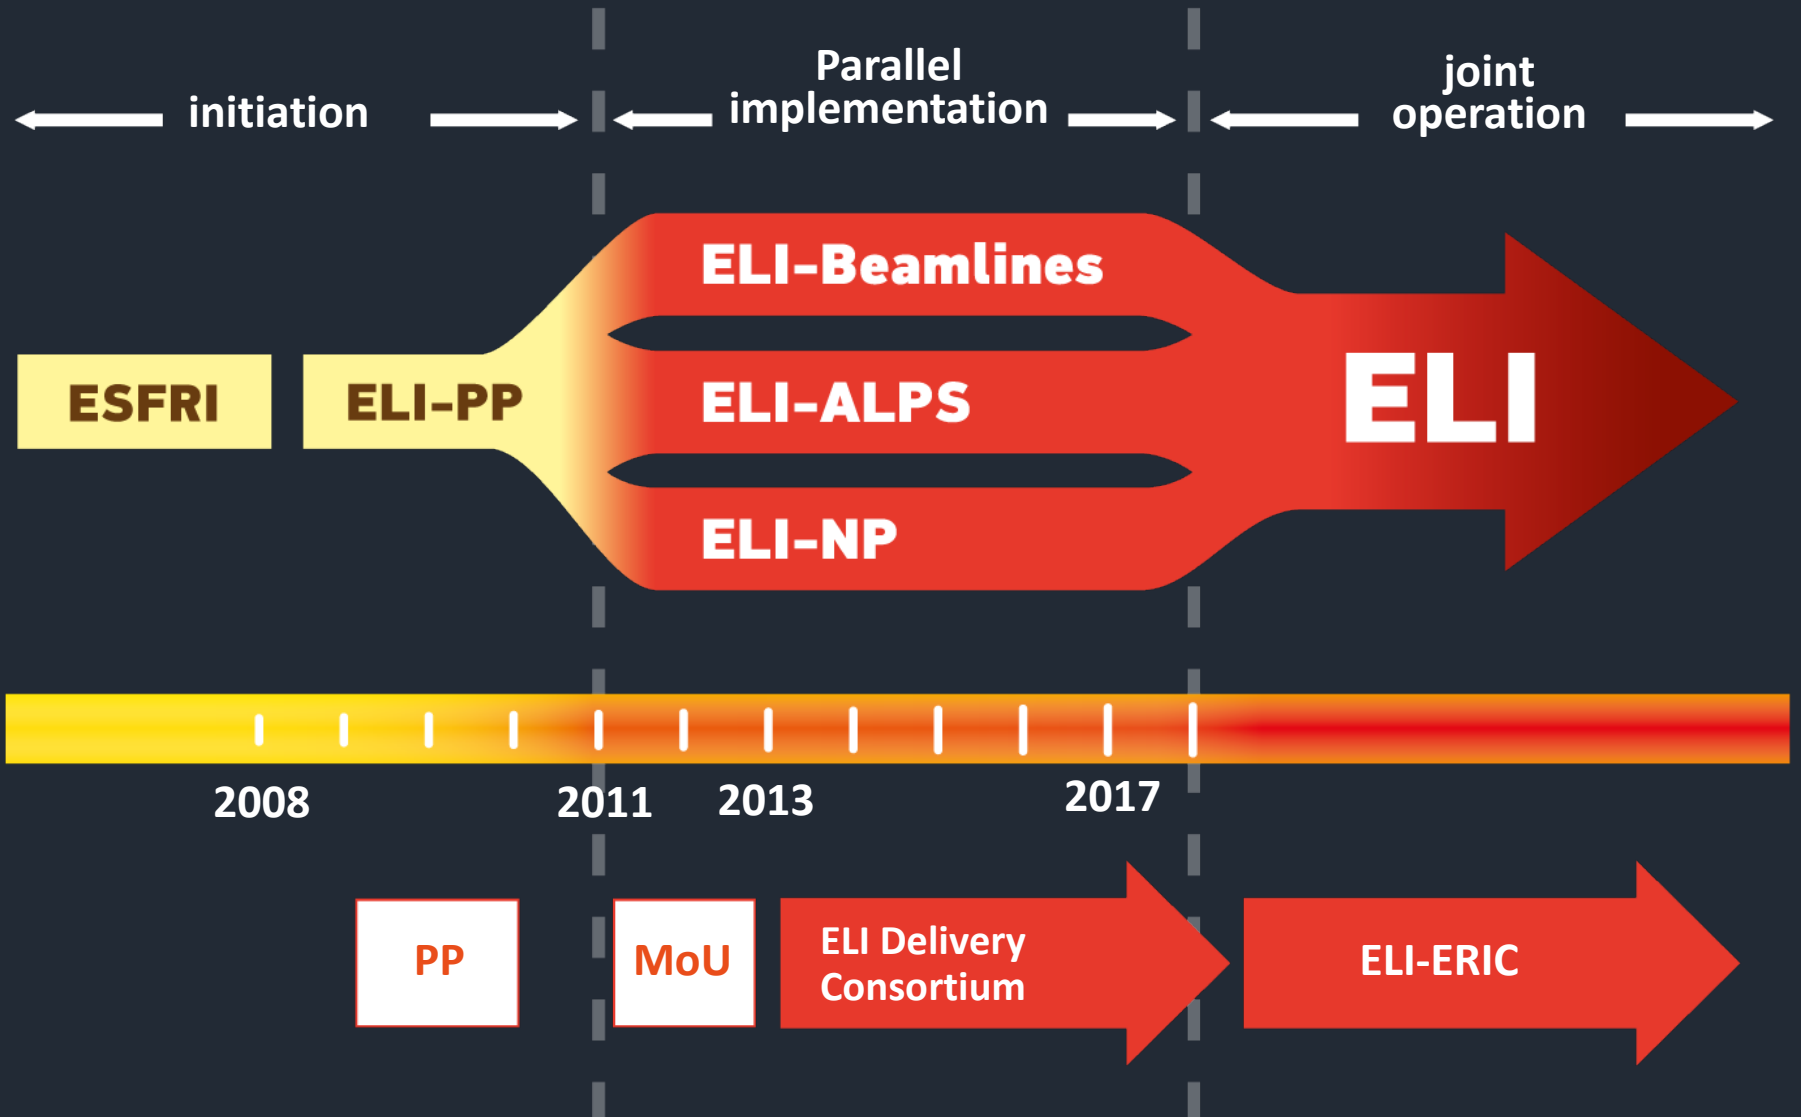 initiation
Parallel
implementation
joint
operation
ELI-Beamlines
ESFRI
ELI-PP
ELI-ALPS
ELI
ELI-NP
2008
2011
2013
2017
PP
MoU
ELI Delivery
Consortium
ELI-ERIC